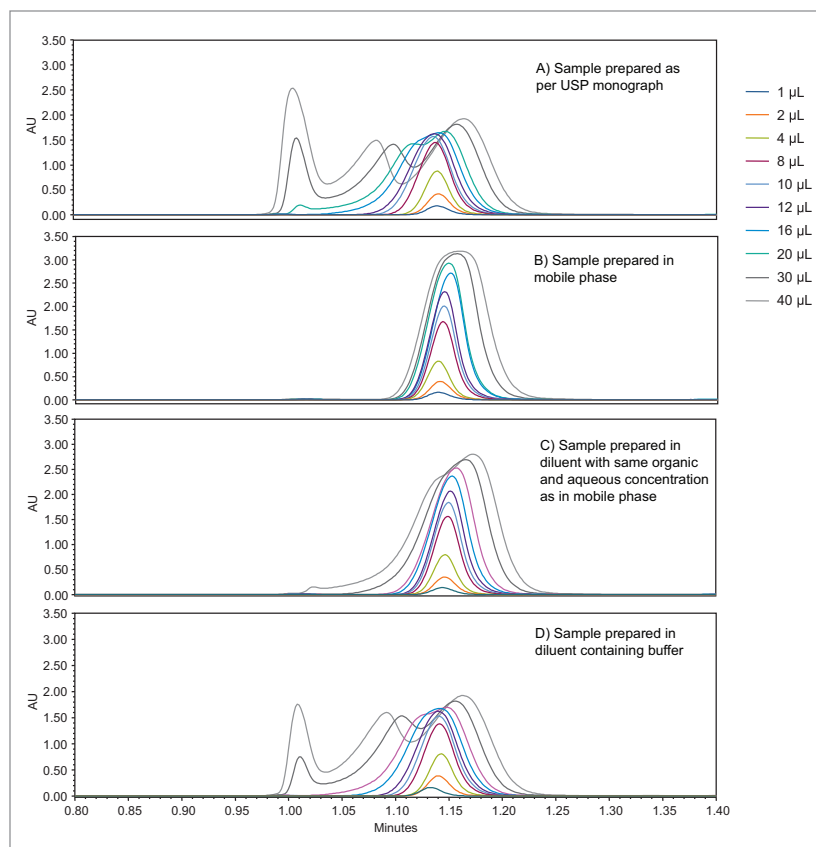 3.50
3.00
2.50
2.00
1.50
1.00
0.50
0.00
AU
A) Sample prepared as
per USP monograph
1 µL
2 µL
4 µL
8 µL
10 µL
12 µL
16 µL
20 µL
30 µL
40 µL
3.50
3.00
2.50
2.00
1.50
1.00
0.50
0.00
AU
B) Sample prepared in
mobile phase
3.50
3.00
2.50
2.00
1.50
1.00
0.50
0.00
AU
C) Sample prepared in
diluent with same organic
and aqueous concentration
as in mobile phase
3.50
3.00
2.50
2.00
1.50
1.00
0.50
0.00
AU
D) Sample prepared in
diluent containing buffer
0.80 0.85 0.90 0.95 1.00 1.05 1.10 1.15 1.20 1.25 1.30 1.35 1.40
Minutes